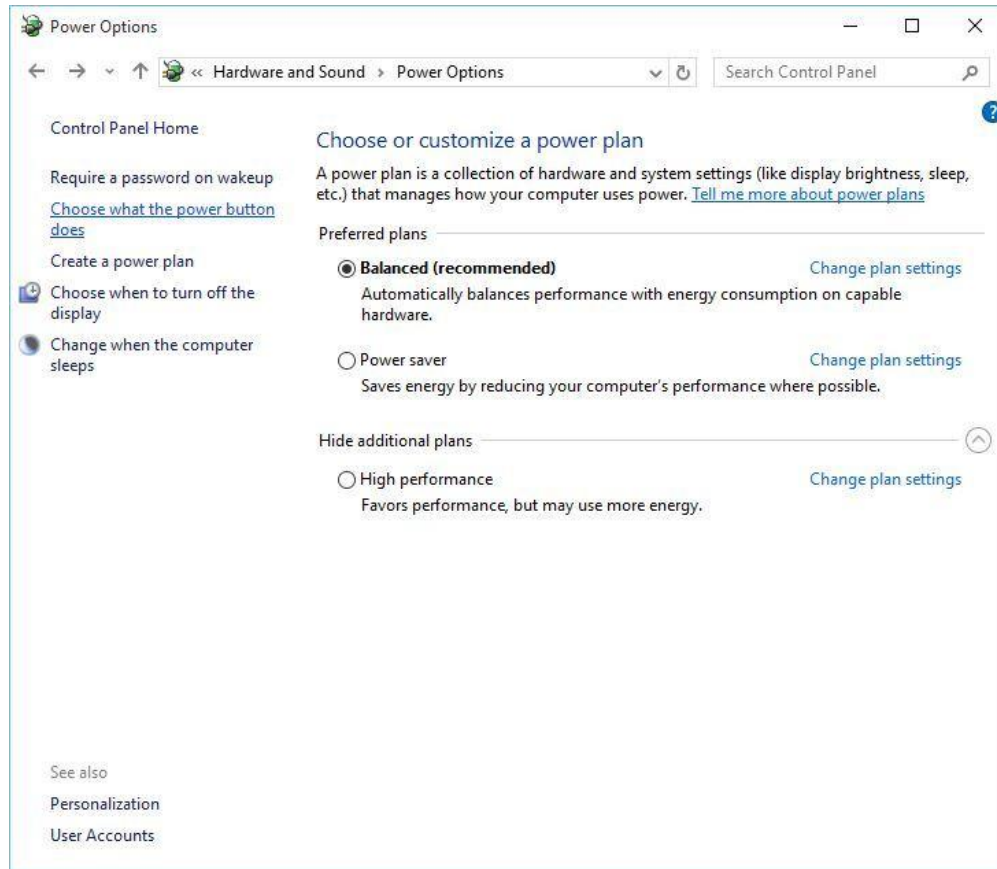 Power Options
« Hardware and Sound › Power Options
Search Control Panel
?
Control Panel Home
Require a password on wakeup
Choose what the power button
does
Create a power plan
Choose when to turn off the
display
Change when the computer
sleeps
Choose or customize a power plan
A power plan is a collection of hardware and system settings (like display brightness, sleep,
etc.) that manages how your computer uses power. Tell me more about power plans
Preferred plans
Balanced (recommended) Change plan settings
Automatically balances performance with energy consumption on capable
hardware.
Power saver Change plan settings
Saves energy by reducing your computer's performance where possible.
Hide additional plans
High performance Change plan settings
Favors performance, but may use more energy.
See also
Personalization
User Accounts